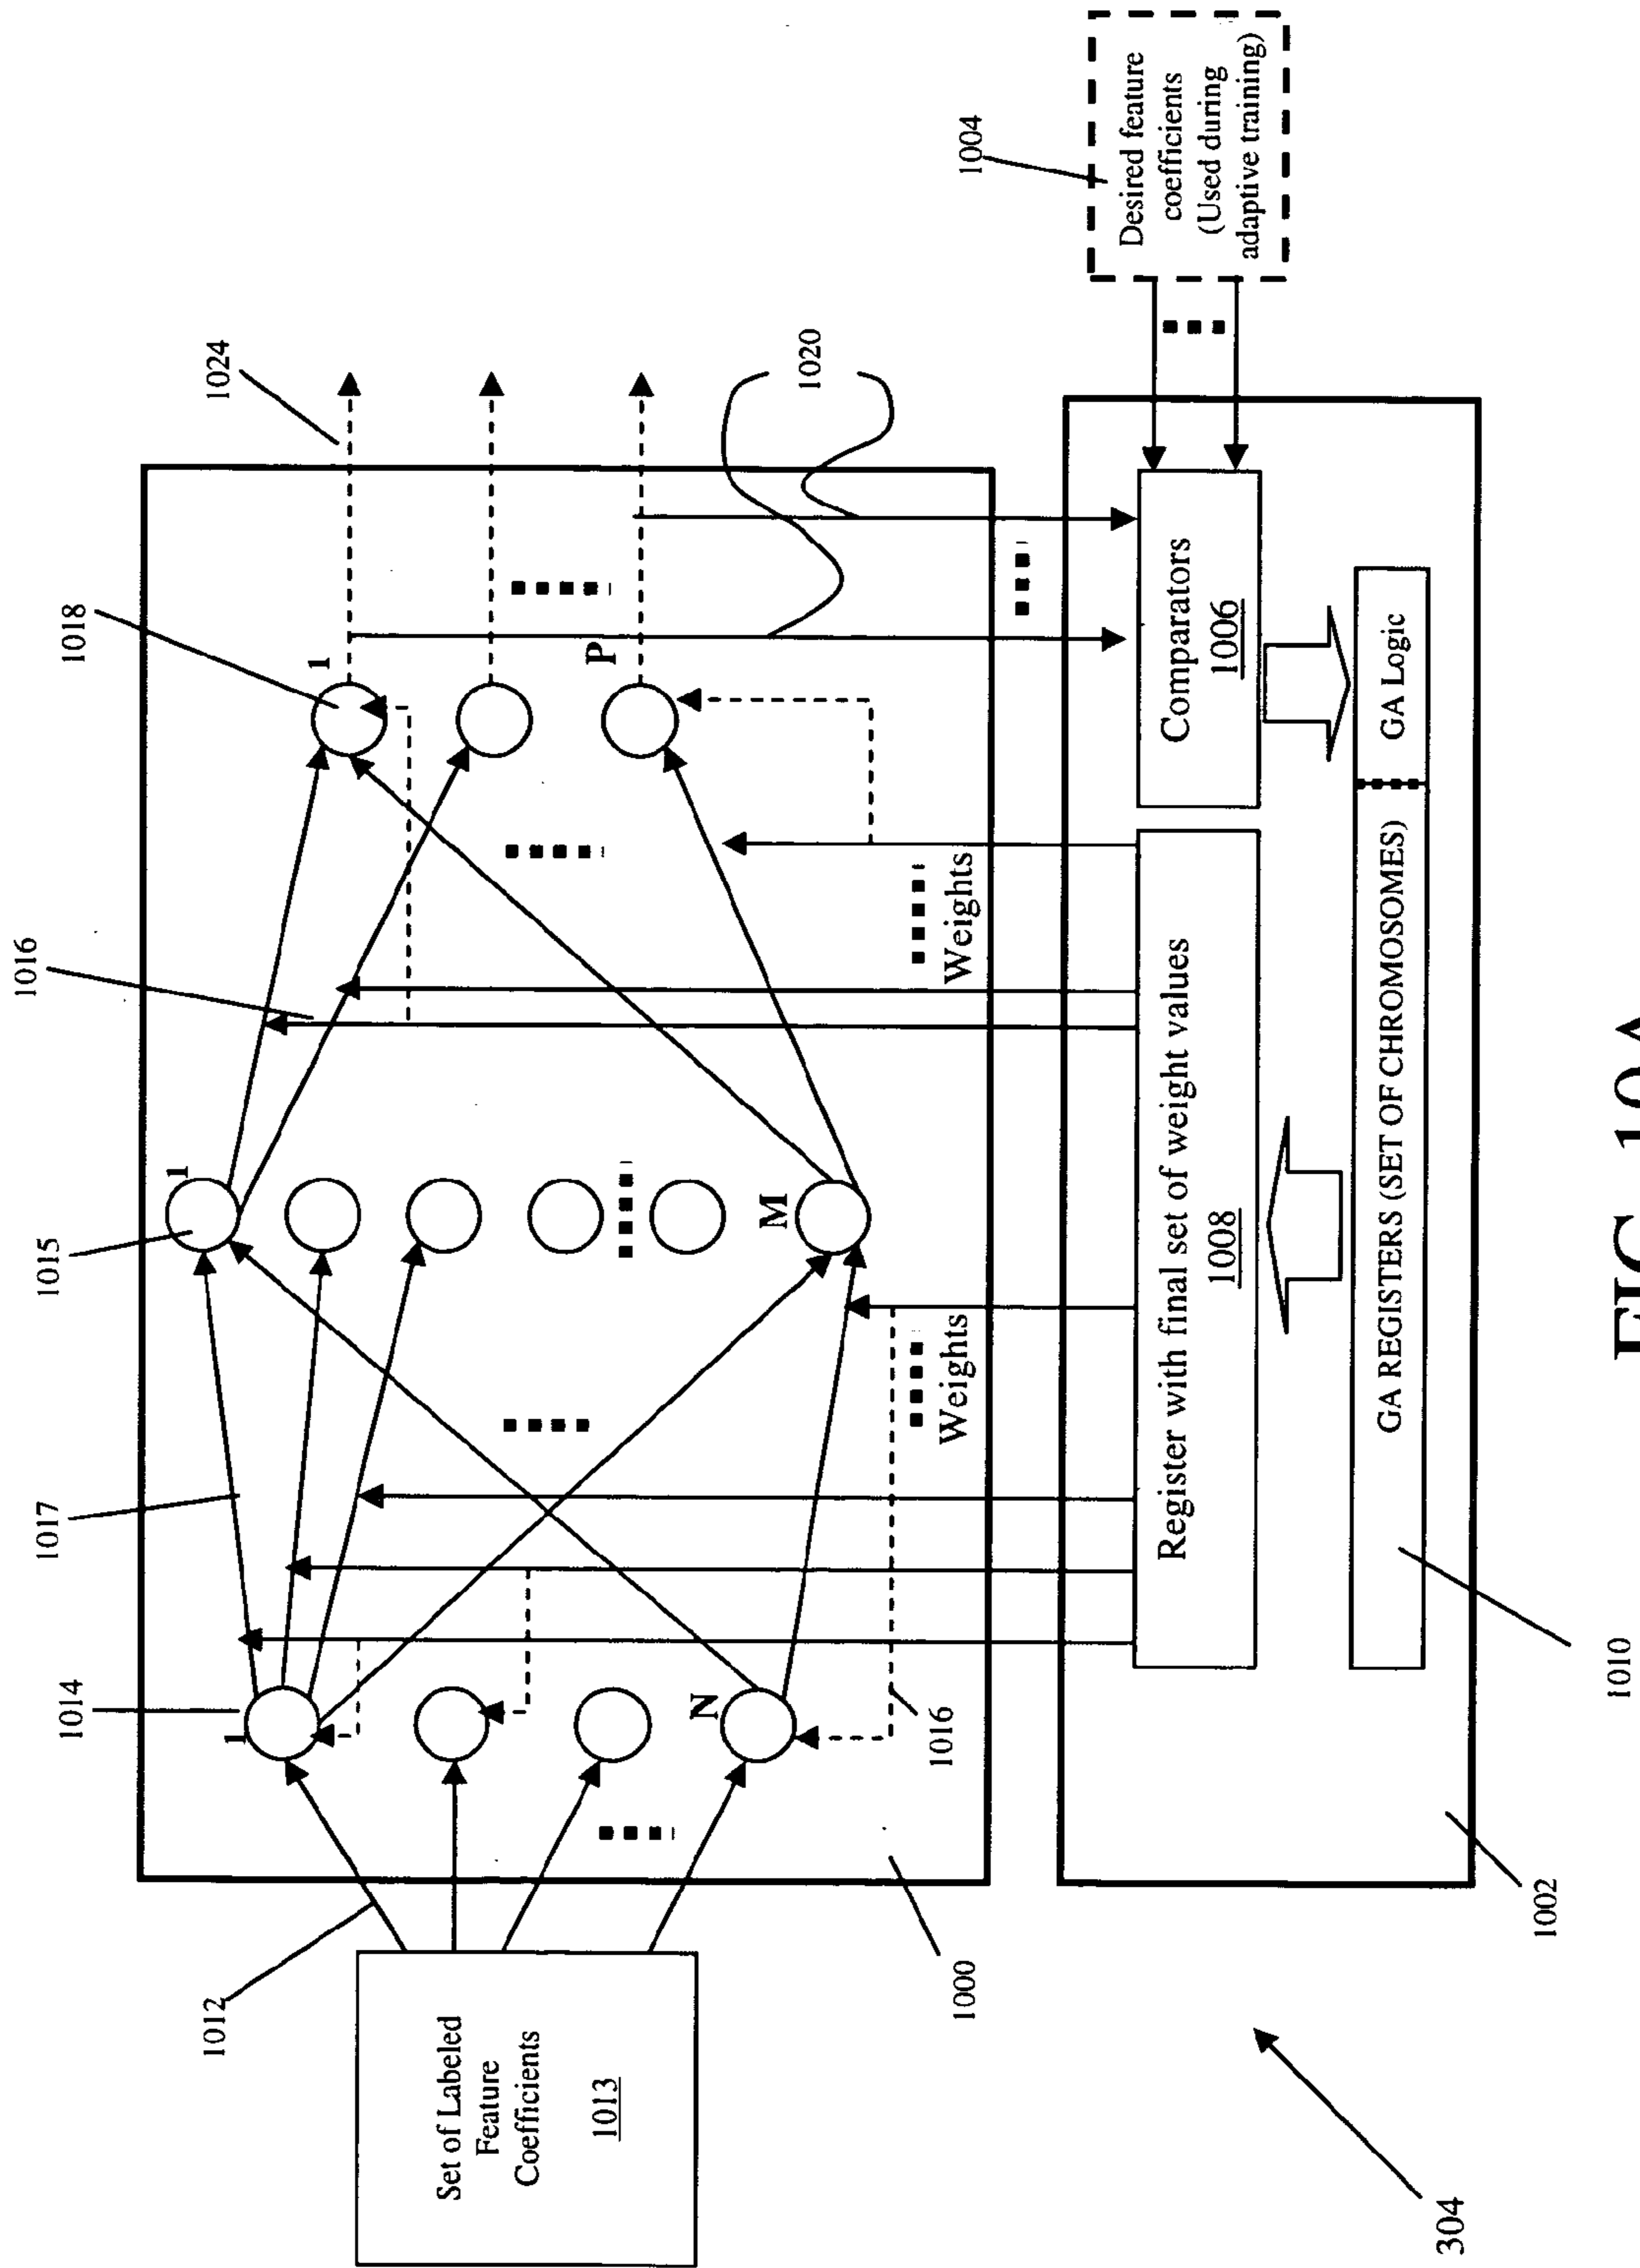 1012
Set of Labeled
Feature
Coefficients
1013
1000
304
1014
1
N
1016
1017
1015
1
M
Weights
1016
Weights
1018
1
P
1024
1020
1004
Desired feature
coefficients
(Used during
adaptive training)
Register with final set of weight values
1008
Comparators
1006
GA REGISTERS (SET OF CHROMOSOMES)
GA Logic
1002
1010
FIG. 10A